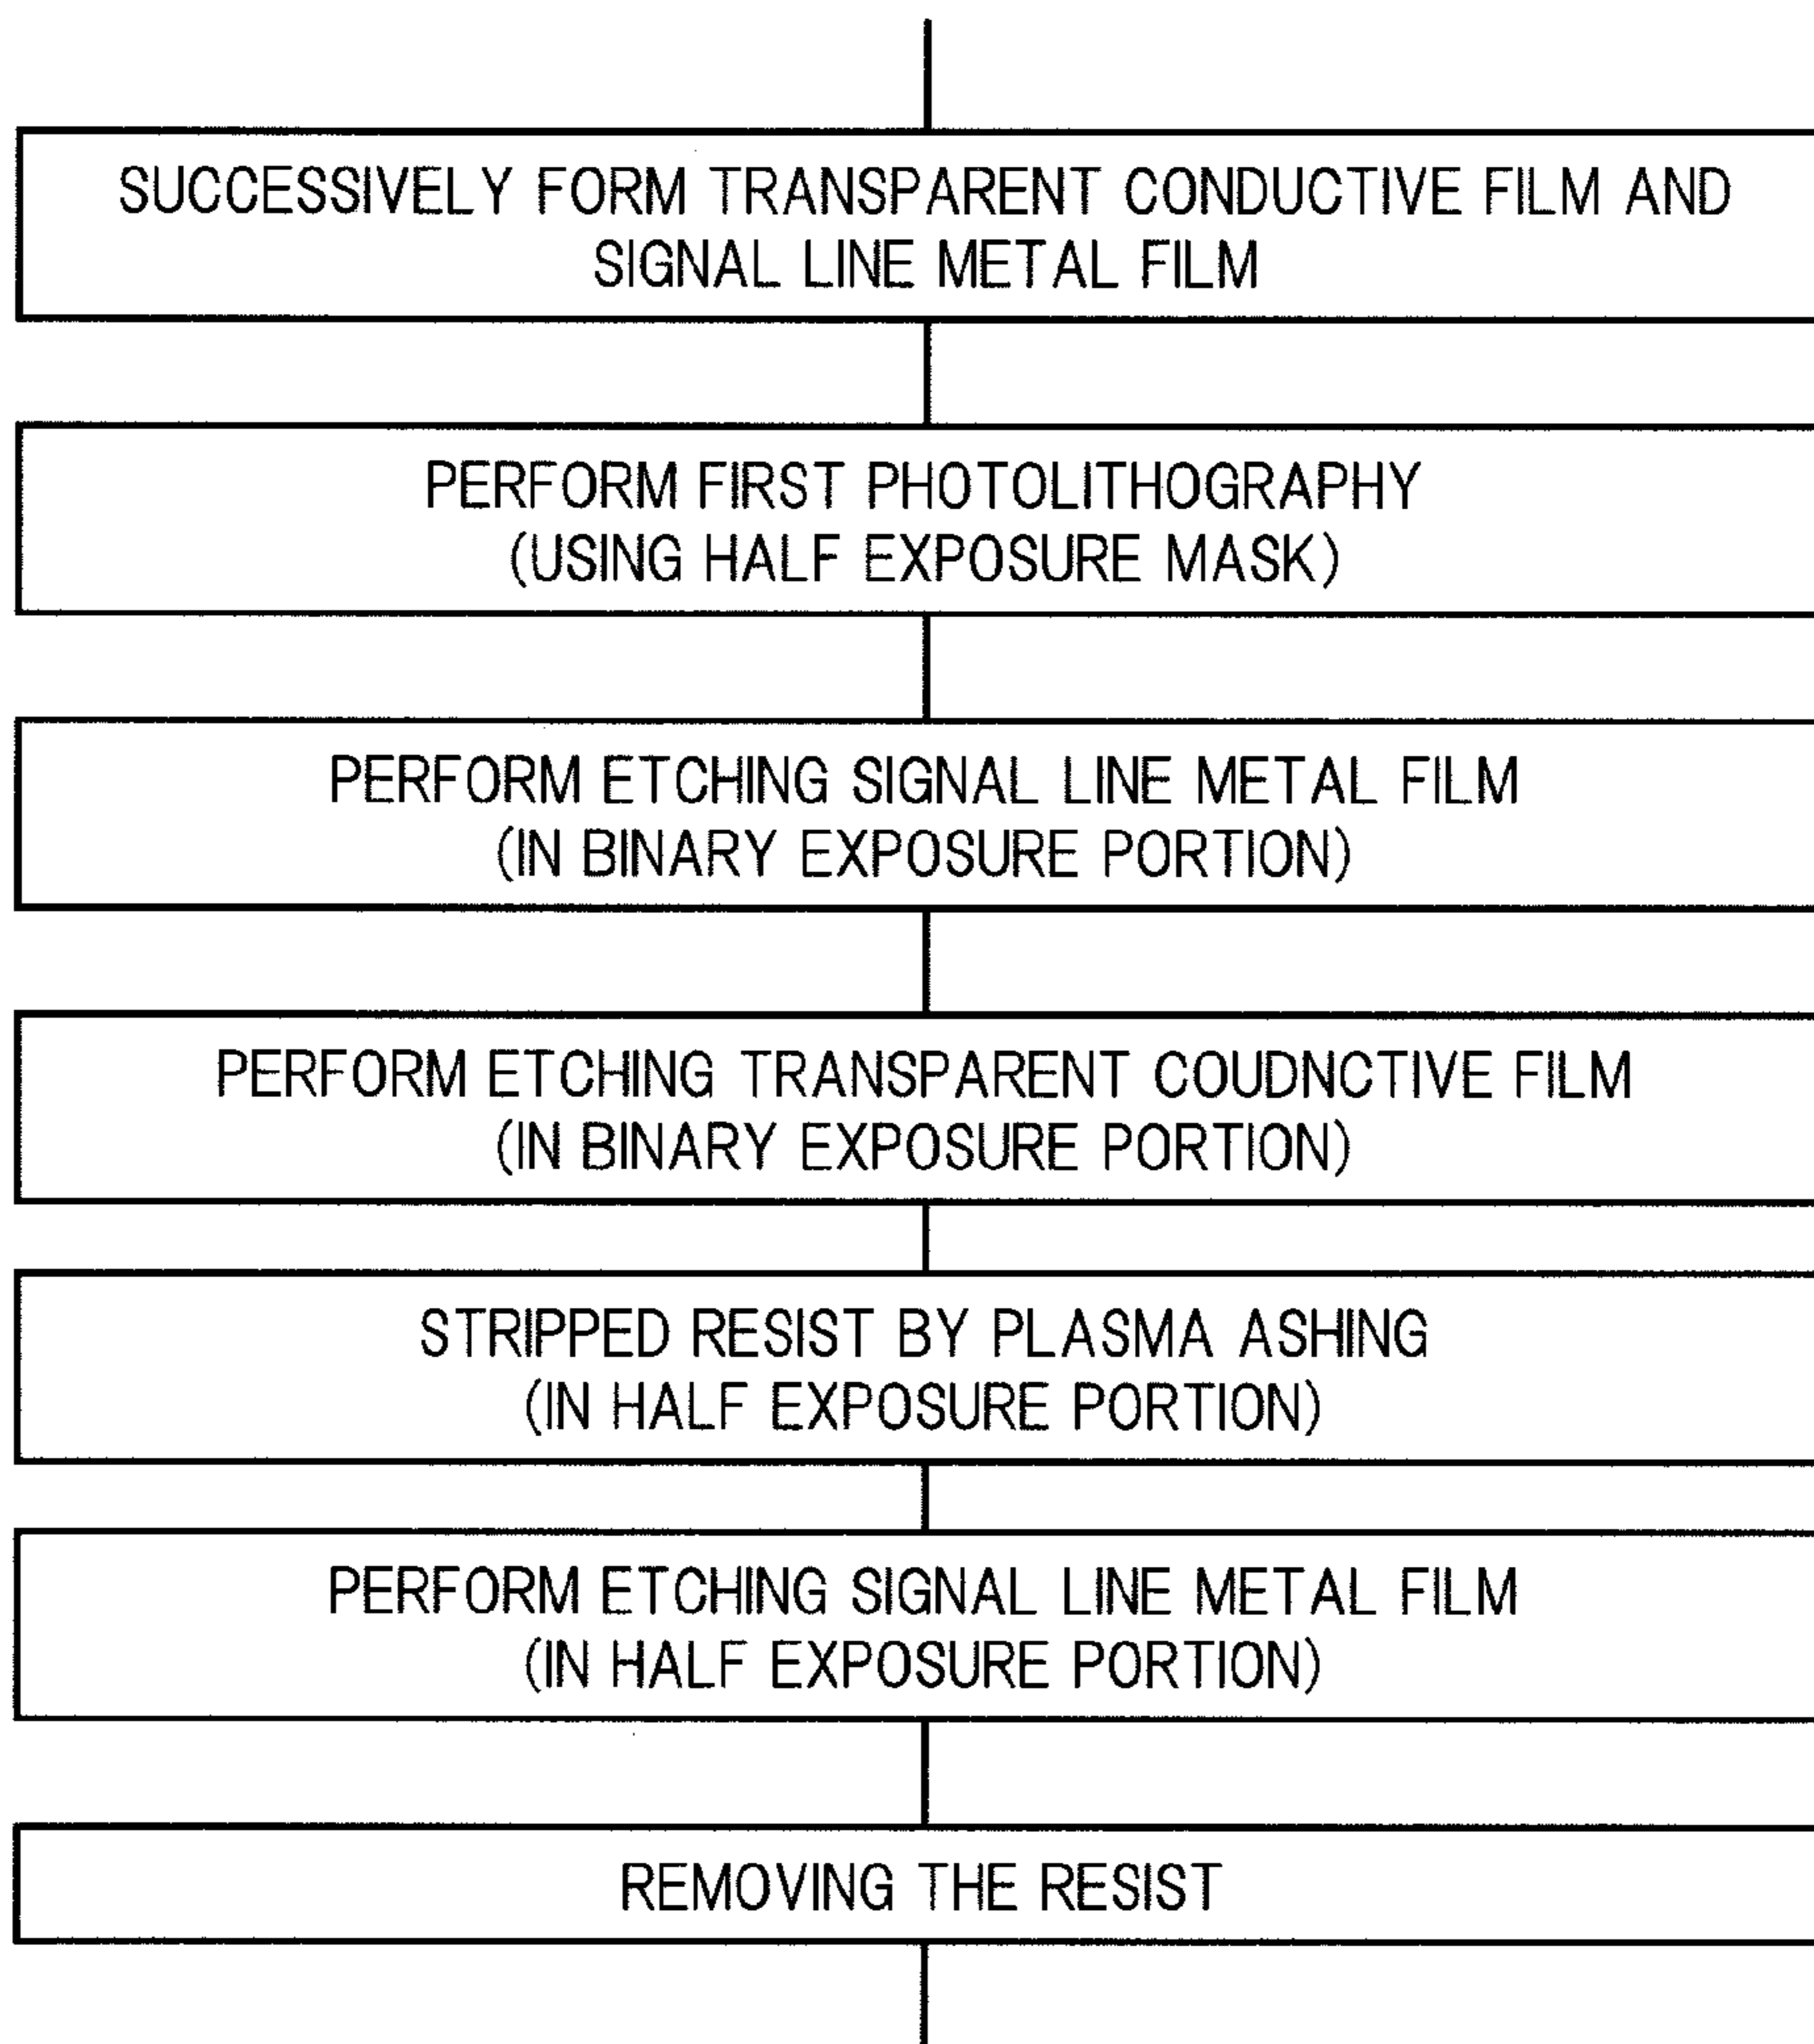 SUCCESSIVELY FORM TRANSPARENT CONDUCTIVE FILM AND
SIGNAL LINE METAL FILM
PERFORM FIRST PHOTOLITHOGRAPHY
(USING HALF EXPOSURE MASK)
PERFORM ETCHING SIGNAL LINE METAL FILM
(IN BINARY EXPOSURE PORTION)
PERFORM ETCHING TRANSPARENT COUDNCTIVE FILM
(IN BINARY EXPOSURE PORTION)
STRIPPED RESIST BY PLASMA ASHING
(IN HALF EXPOSURE PORTION)
PERFORM ETCHING SIGNAL LINE METAL FILM
(IN HALF EXPOSURE PORTION)
REMOVING THE RESIST